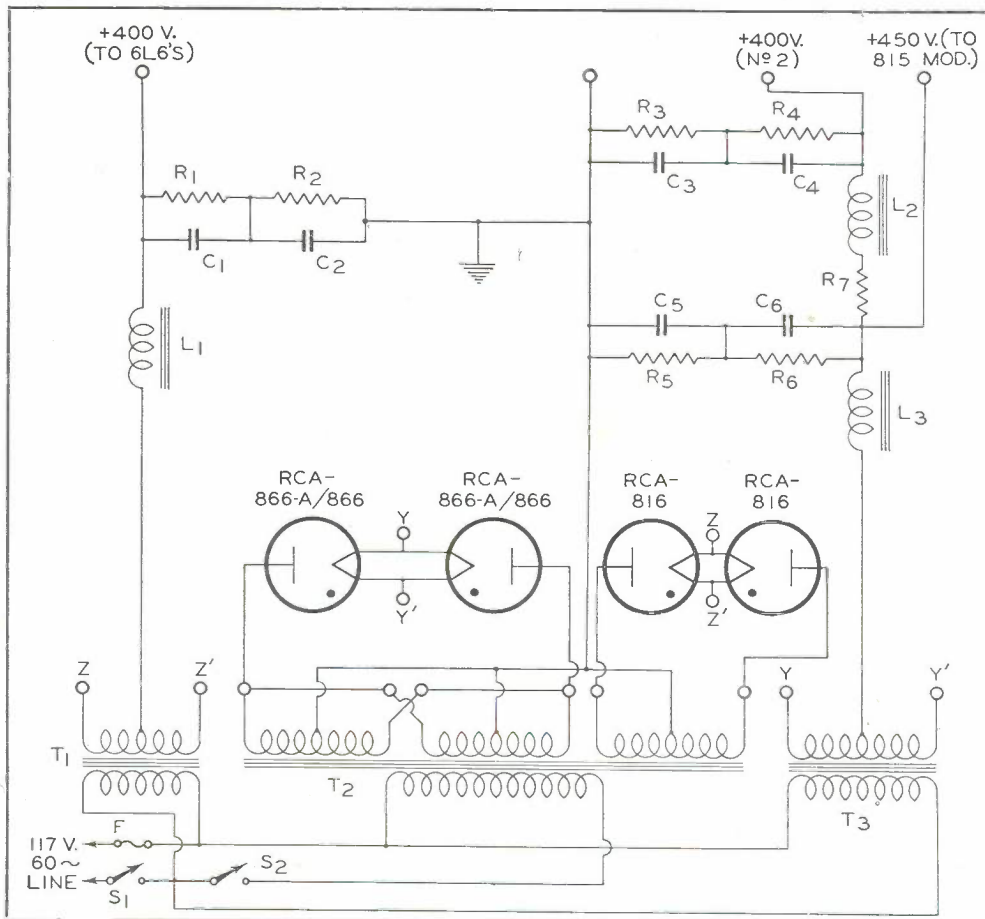 +400 V.
(TO 6L6'S)
+400V.
(Nº 2)
+450 V. (TO
815 MOD.)
R3
R4
C3
C4
R1
R2
C1
C2
L2
R7
C5
C6
R5
R6
L1
L3
RCA-
866-A/866
RCA-
866-A/866
RCA-
816
RCA-
816
Y
Z
Y'
Z'
Z
Z'
Y
Y'
T1
T2
T3
F
117 V.
60~
LINE
S1
S2